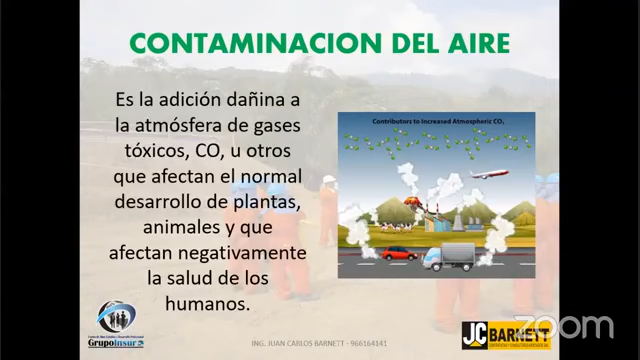 CONTAMINACION DEL AIRE
Es la adición dañina a
la atmósfera de gases
tóxicos, CO, u otros
que afectan el normal
desarrollo de plantas,
animales y que
afectan negativamente
la salud de los
humanos.
Contributors to Increased Atmospheric CO₂
GrupoInsur
ING. JUAN CARLOS BARNETT - 966164141
JC BARNETT
zoom